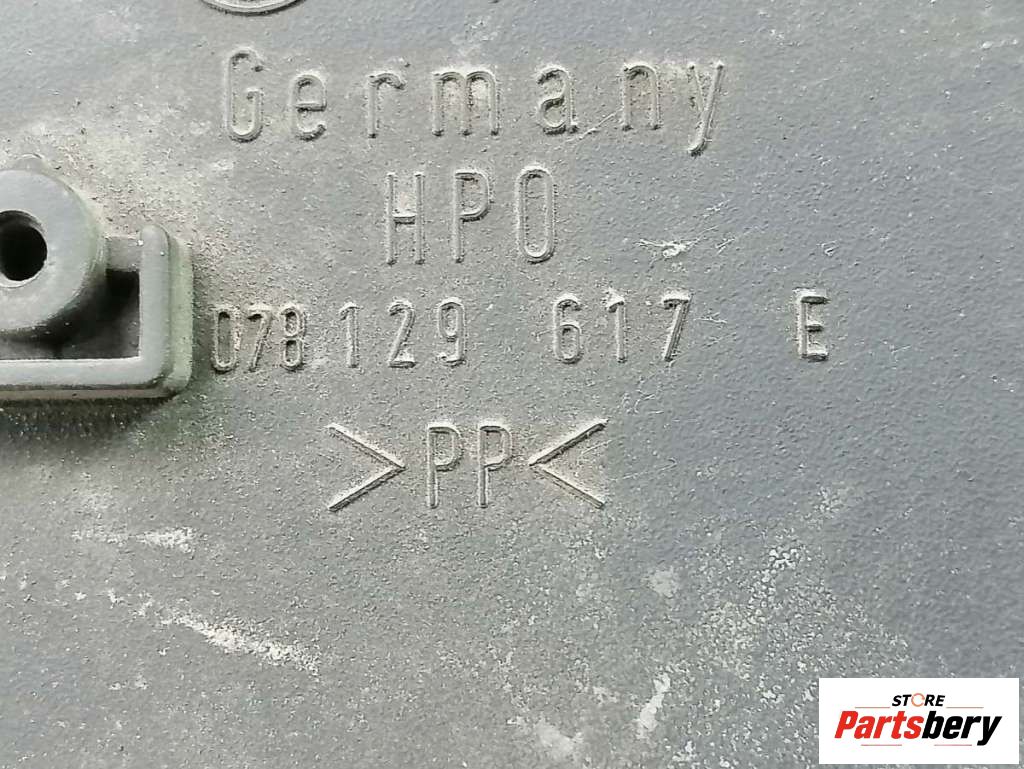 Germany
HPO
078 129 617 E
>PP<
STORE
Partsbery